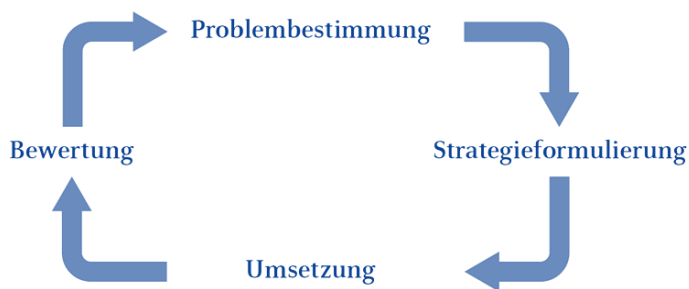 Problembestimmung
Bewertung
Strategieformulierung
Umsetzung